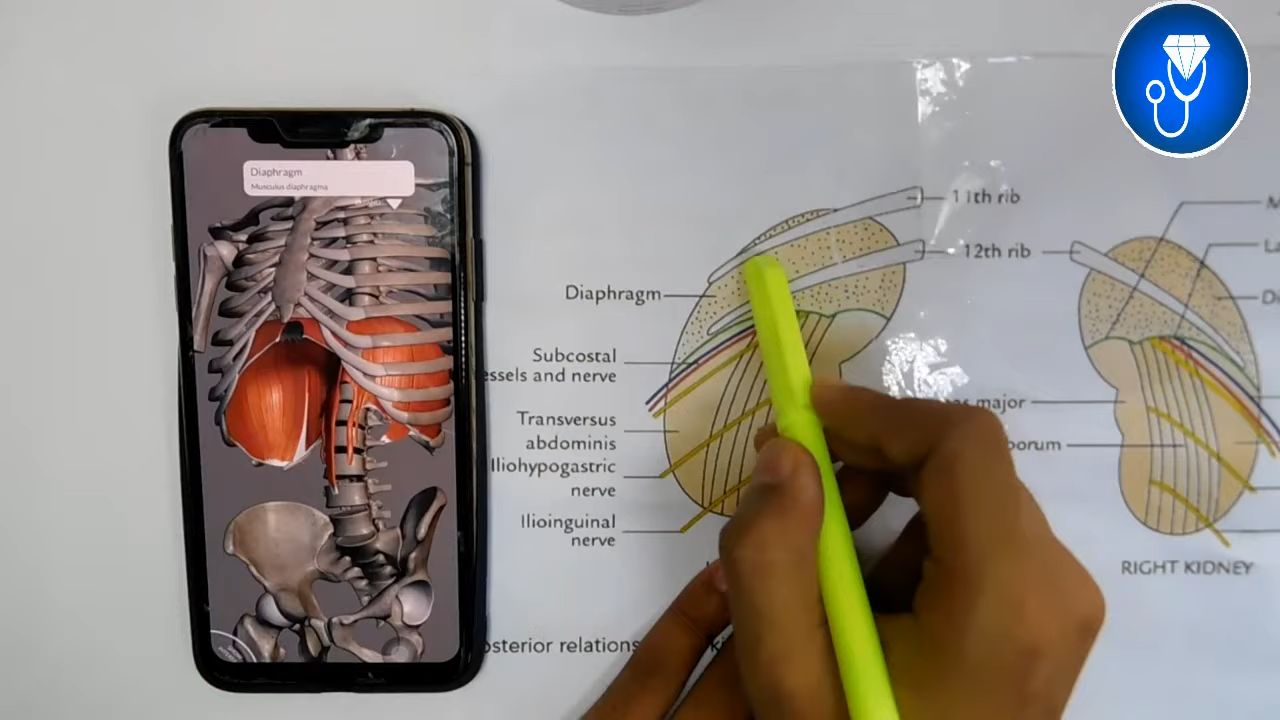 Diaphragm
Musculus diaphragma
11th rib
12th rib
Diaphragm
Subcostal
essels and nerve
Transversus
abdominis
Iliohypogastric
nerve
Ilioinguinal
nerve
major
RIGHT KIDNEY
osterior relations